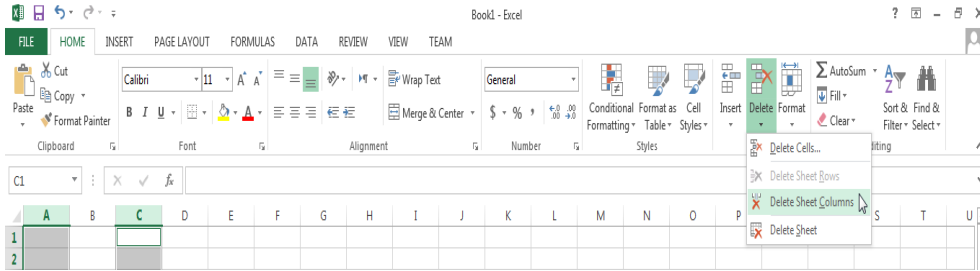 Book1 - Excel
?
FILE HOME INSERT PAGE LAYOUT FORMULAS DATA REVIEW VIEW TEAM
Paste
Cut
Copy
Format Painter
Clipboard
Calibri 11 A A
B I U A
Font
Wrap Text
Merge & Center
Alignment
General
$ - % , .00 .00
Number
Conditional Formatting
Format as Table
Cell Styles
Styles
Insert
Delete
Format
AutoSum
Fill
Clear
Sort & Filter
Find & Select
diting
Delete Cells...
Delete Sheet Rows
Delete Sheet Columns
Delete Sheet
C1 fx
A B C D E F G H I J K L M N O P S T U
1
2